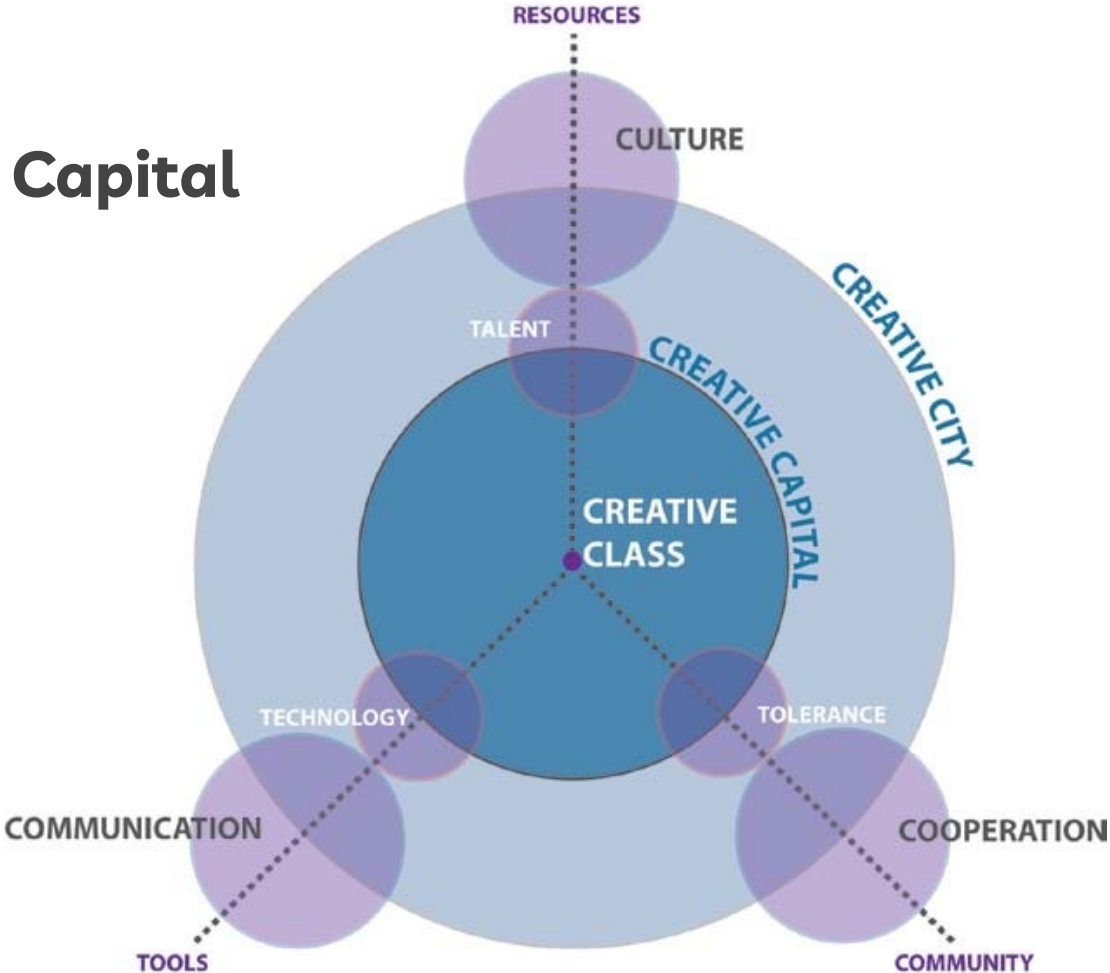 RESOURCES
CULTURE
Capital
CREATIVE CITY
TALENT
CREATIVE CAPITAL
CREATIVE
CLASS
TECHNOLOGY
TOLERANCE
COMMUNICATION
COOPERATION
TOOLS
COMMUNITY